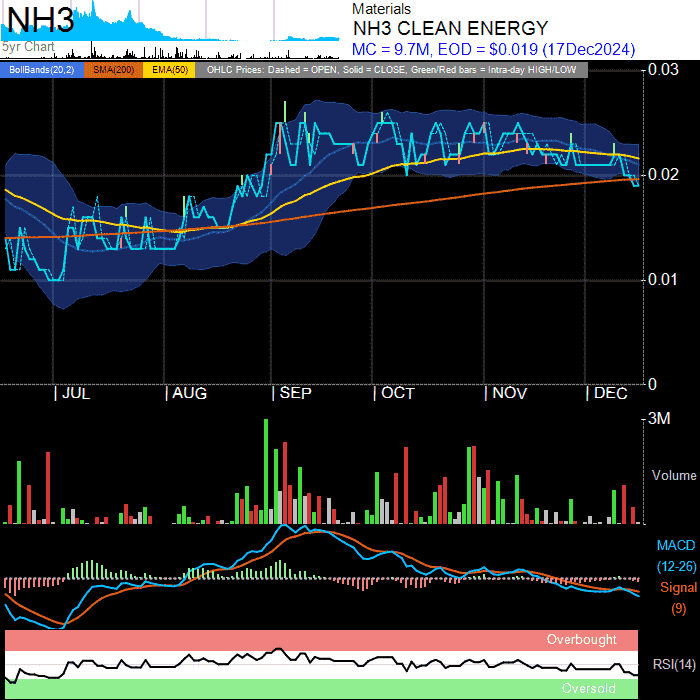 NH3
5yr Chart
Materials
NH3 CLEAN ENERGY
MC = 9.7M, EOD = $0.019 (17Dec2024)
BollBands(20,2) SMA(200) EMA(50) OHLC Prices: Dashed = OPEN, Solid = CLOSE, Green/Red bars = Intra-day HIGH/LOW
0.03
0.02
0.01
0
| JUL | AUG | SEP | OCT | NOV | DEC
3M
Volume
MACD
(12-26)
Signal
(9)
Overbought
RSI(14)
Oversold